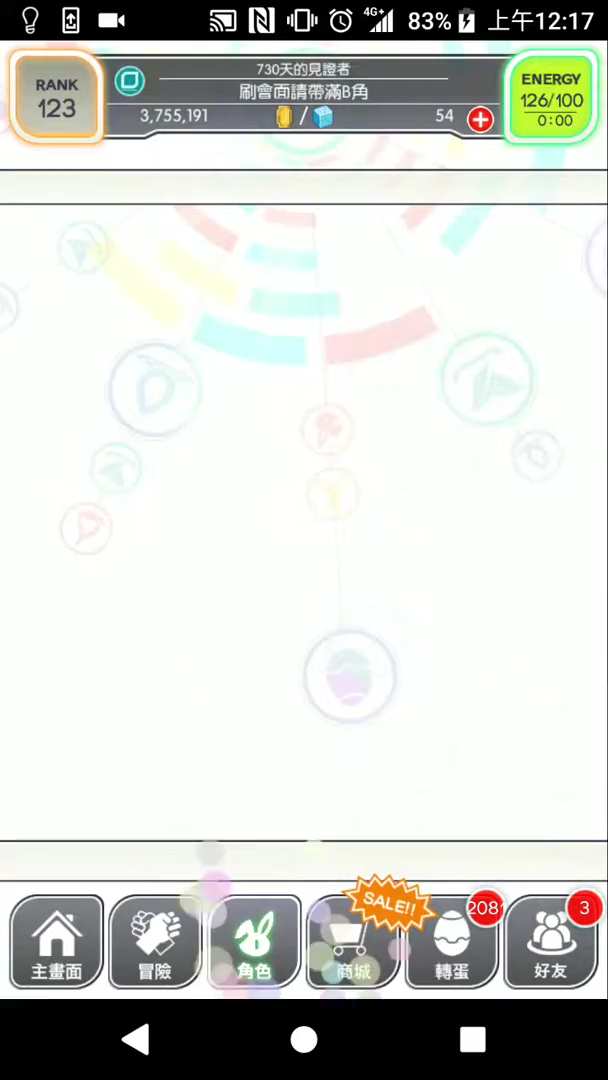 4G+
83%
上午12:17
RANK
123
730天的見證者
刷會面請帶滿B角
3,755,191
/
54
ENERGY
126/100
0:00
SALE!!
208
3
主畫面
冒險
角色
商城
轉蛋
好友